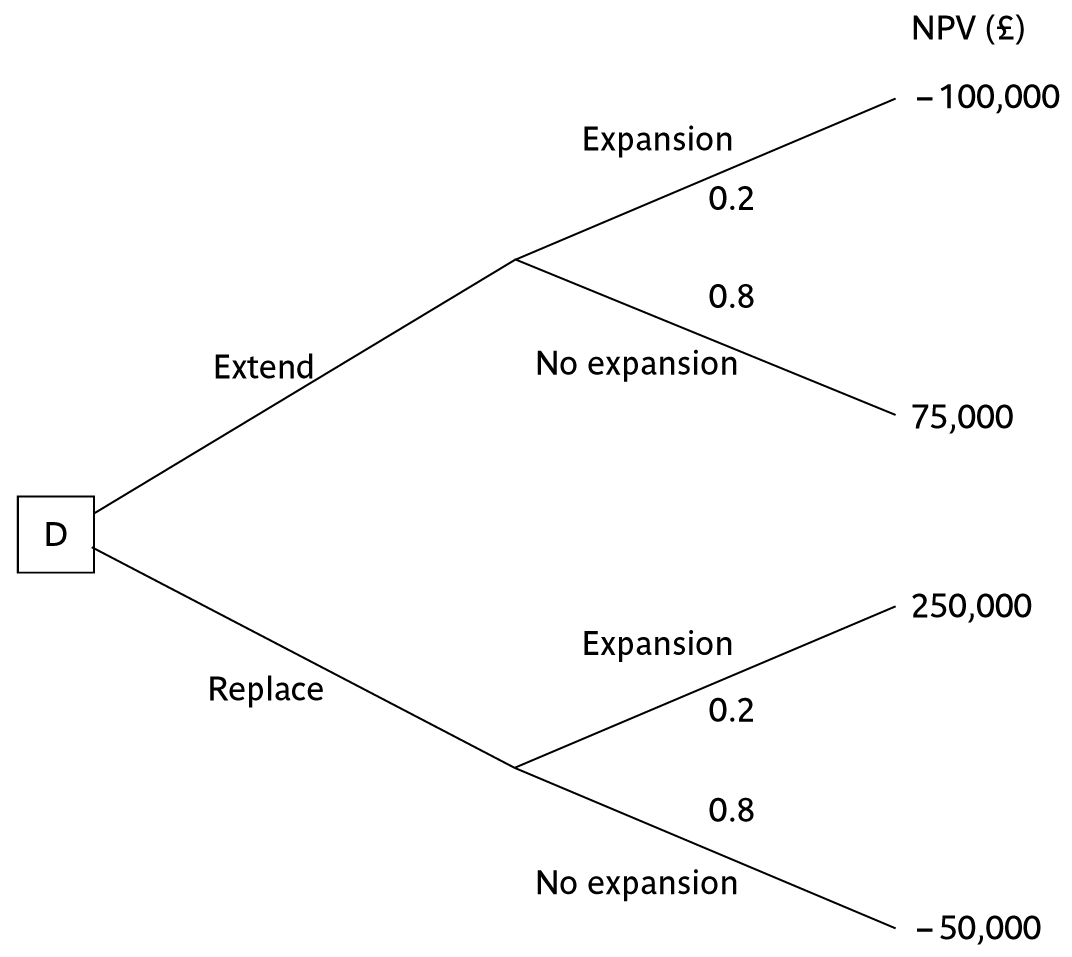 NPV (£)
– 100,000
Expansion
0.2
0.8
No expansion
Extend
75,000
D
250,000
Expansion
Replace
0.2
0.8
No expansion
– 50,000